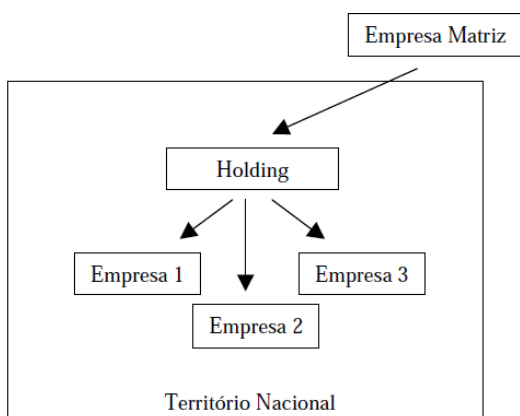 Empresa Matriz
Holding
Empresa 1
Empresa 3
Empresa 2
Território Nacional